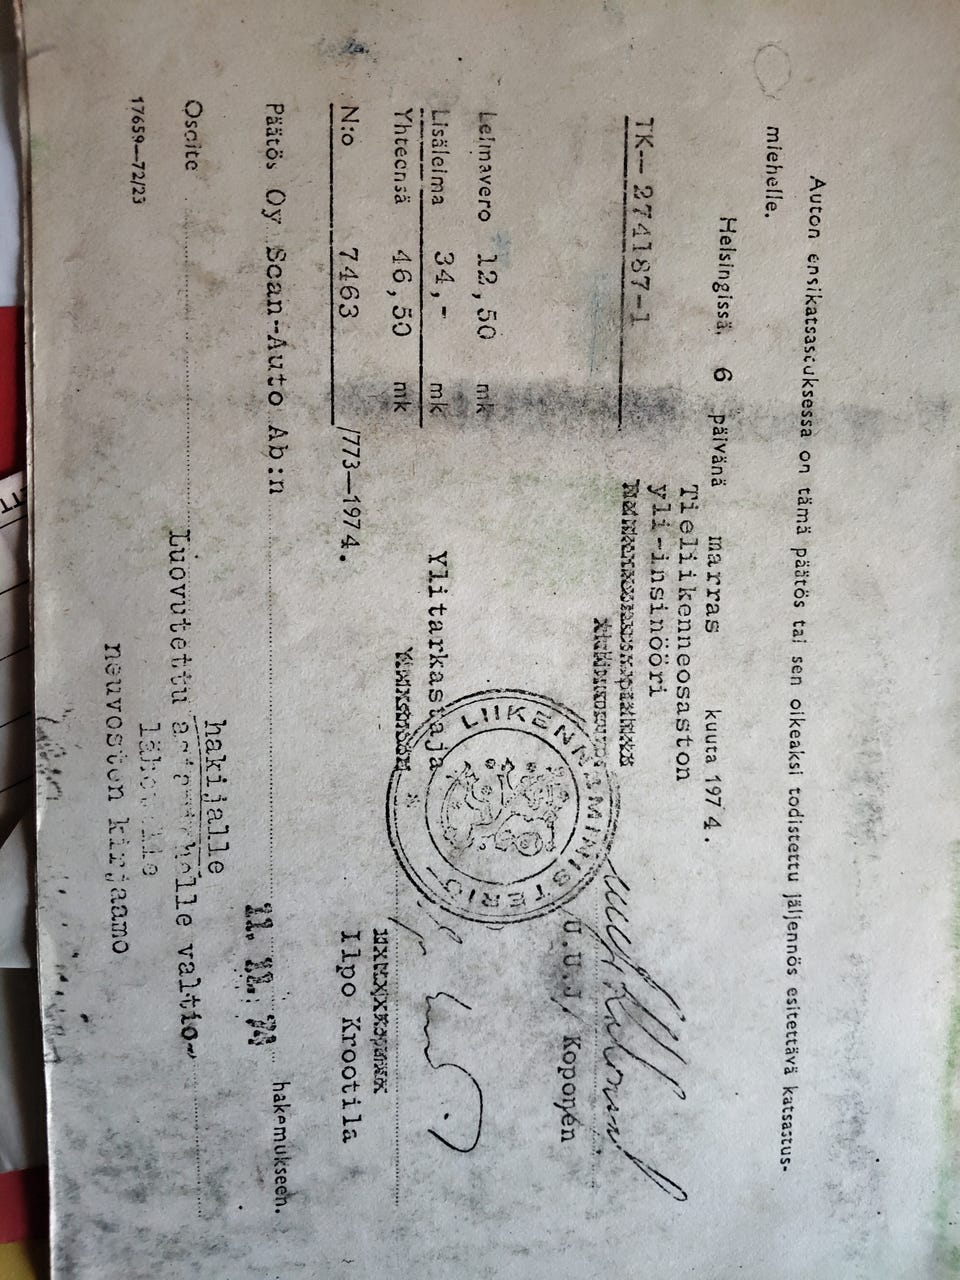 Auton ensikatsastuksessa on tämä päätös tai sen oikeaksi todistettu jäljennös esitettävä katsastus-
miehelle.
Helsingissä, 6 päivänä marras kuuta 1974.
Tieliikenneosaston
yli-insinööri
TK-- 274187-1
U.U.J. Koponen
Leimavero 12,50 mk
Lisäleima 34,- mk
Yhteensä 46,50 mk
Ylitarkastaja
LIIKENNEMINISTERIÖ
Ilpo Krootila
N:o 7463 /773—1974.
Päätös Oy Scan--Auto Ab:n hakemukseen.
hakijalle
Osoite Luovutettu valtio-
neuvoston kirjaamo
17659—72/23